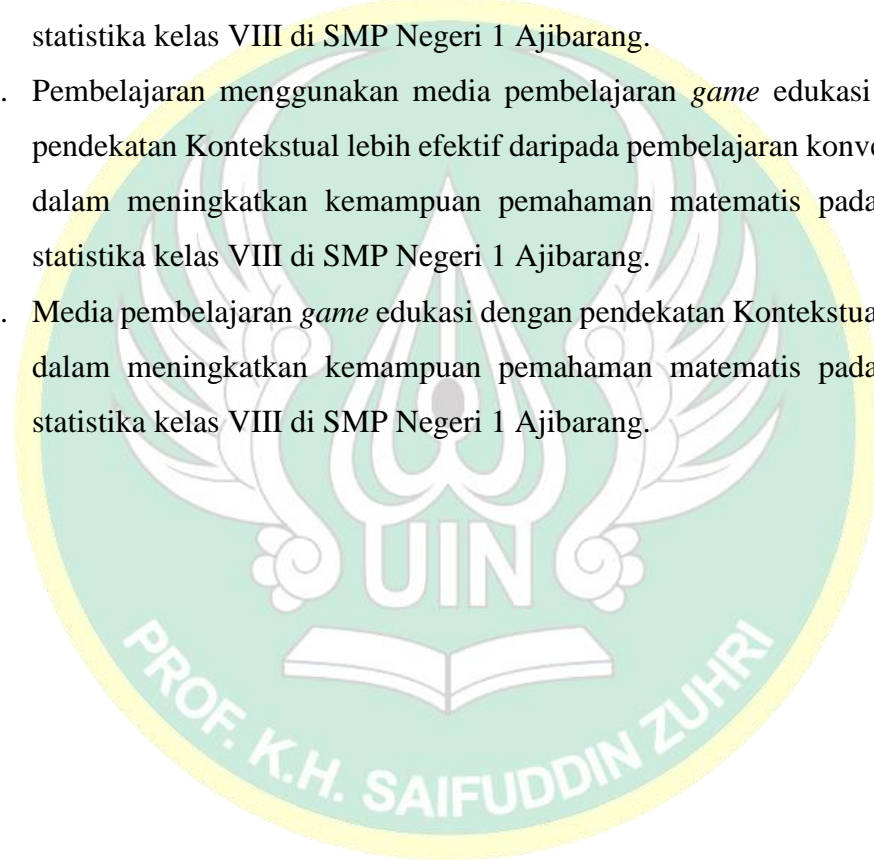 statistika kelas VIII di SMP Negeri 1 Ajibarang.
. Pembelajaran menggunakan media pembelajaran game edukasi
pendekatan Kontekstual lebih efektif daripada pembelajaran
dalam meningkatkan kemampuan pemahaman matematis pada
statistika kelas VIII di SMP Negeri 1 Ajibarang.
. Media pembelajaran game edukasi dengan pendekatan
dalam meningkatkan kemampuan pemahaman matematis pada
statistika kelas VIII di SMP Negeri 1 Ajibarang.
UIN
PROF. K.H. SAIFUDDIN ZUHRI